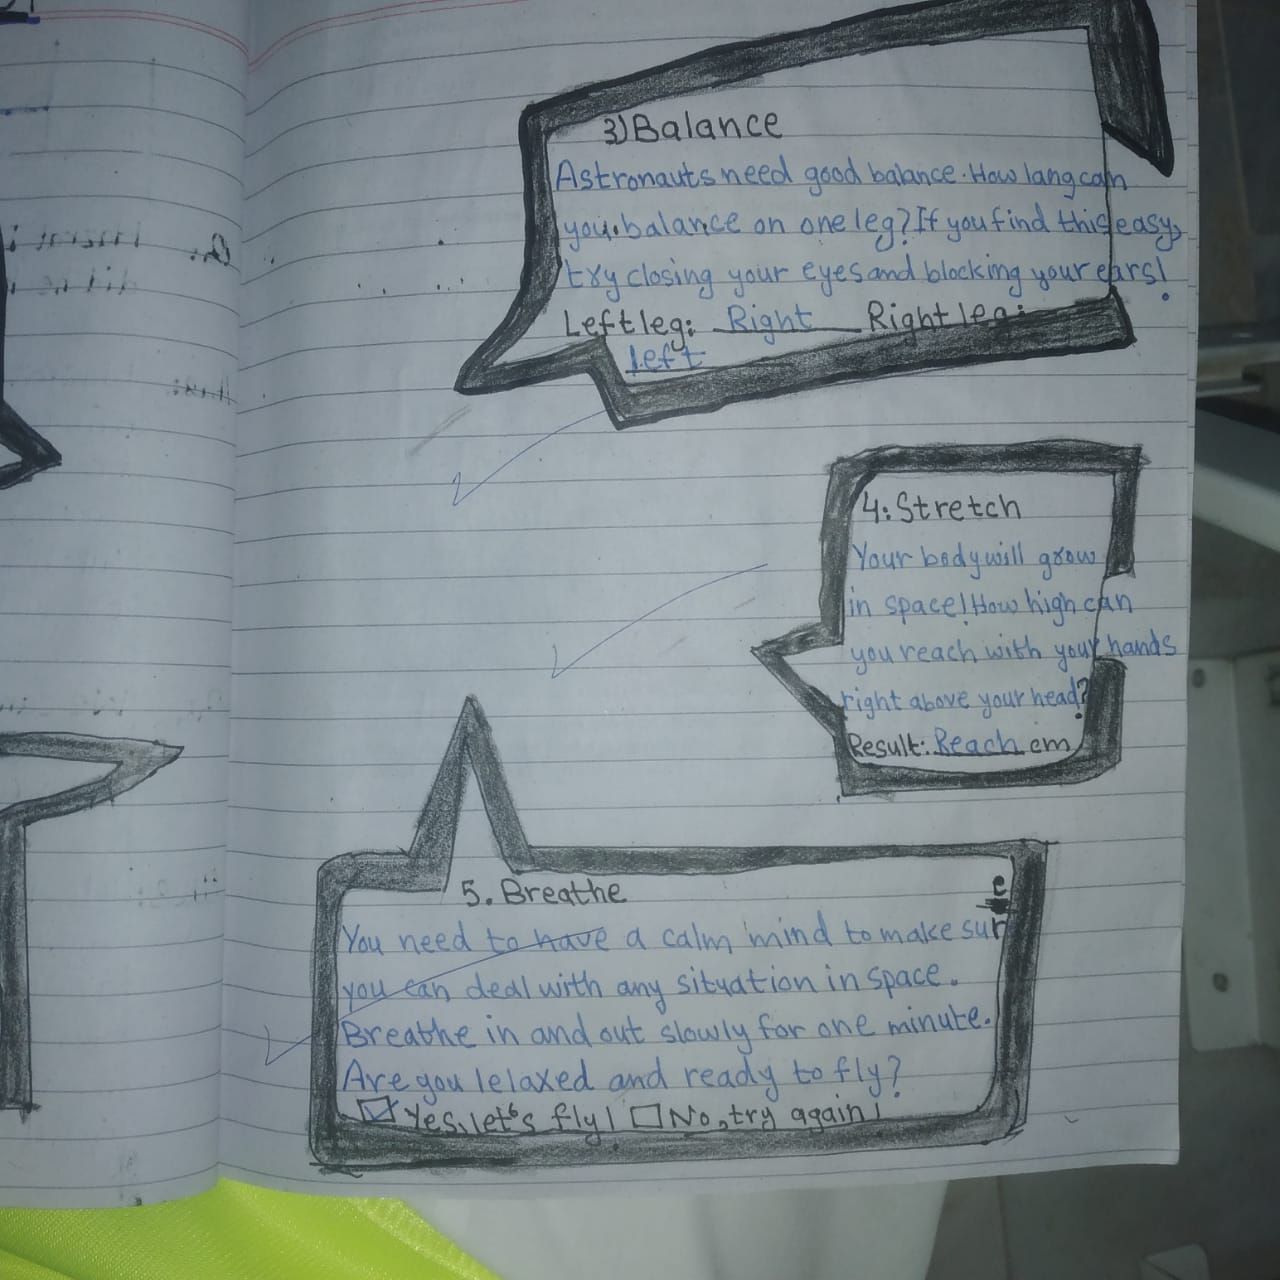 3) Balance
Astronauts need good balance. How lang can
you balance on one leg? If you find this easy,
try closing your eyes and blocking your ears!
Left leg: Right Right leg:
left
4: Stretch
Your body will grow
in space! How high can
you reach with your hands
right above your head?
Result: Reach em
5. Breathe
You need to have a calm mind to make sure
you can deal with any situation in space.
Breathe in and out slowly for one minute.
Are you lelaxed and ready to fly?
Yes, let's fly! No, try again!